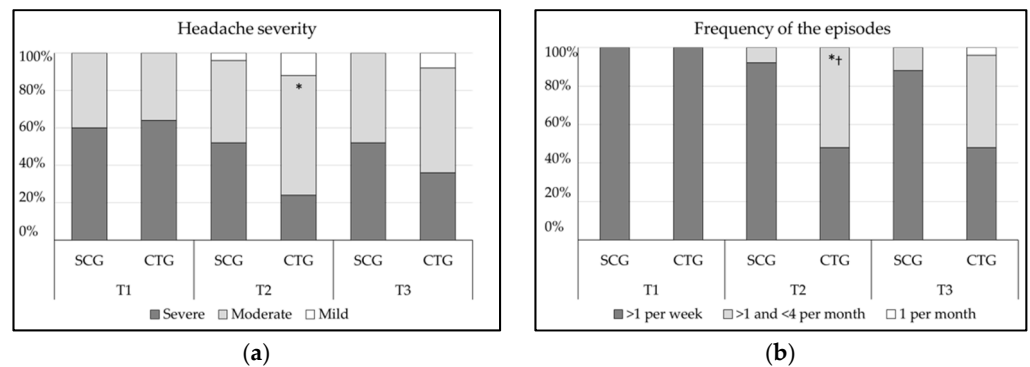 Headache severity
100%
80%
60%
40%
20%
0%
*
SCG CTG SCG CTG SCG CTG
T1 T2 T3
Severe Moderate Mild
(a)
Frequency of the episodes
100%
80%
60%
40%
20%
0%
*†
SCG CTG SCG CTG SCG CTG
T1 T2 T3
>1 per week >1 and <4 per month 1 per month
(b)